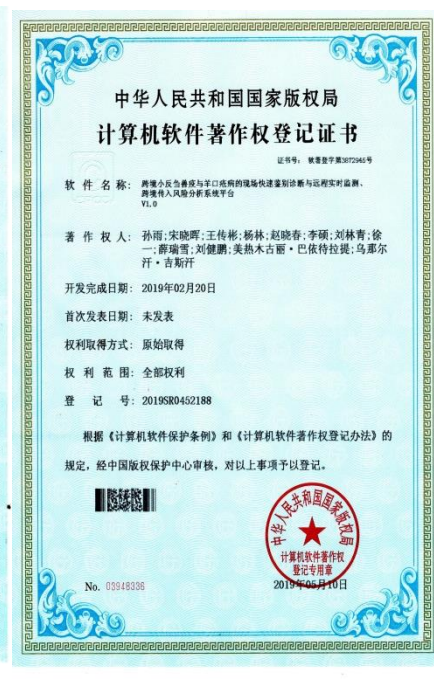 中华人民共和国国家版权局
计算机软件著作权登记证书
证书号： 软著登字第3872945号
软 件 名 称： 跨境小反刍兽疫与羊口疮病的现场快速鉴别诊断与远程实时监测、
跨境传入风险分析系统平台
V1.0
著 作 权 人： 孙雨;宋晓晖;王传彬;杨林;赵晓春;李硕;刘林青;徐
一;薛瑞雪;刘健鹏;美热木古丽·巴依待拉提;乌那尔
汗·吉斯汗
开发完成日期： 2019年02月20日
首次发表日期： 未发表
权利取得方式： 原始取得
权 利 范 围： 全部权利
登 记 号： 2019SR0452188
根据《计算机软件保护条例》和《计算机软件著作权登记办法》的
规定，经中国版权保护中心审核，对以上事项予以登记。
中华人民共和国国家版权局
计算机软件著作权
登记专用章
No. 03948336
2019年05月10日